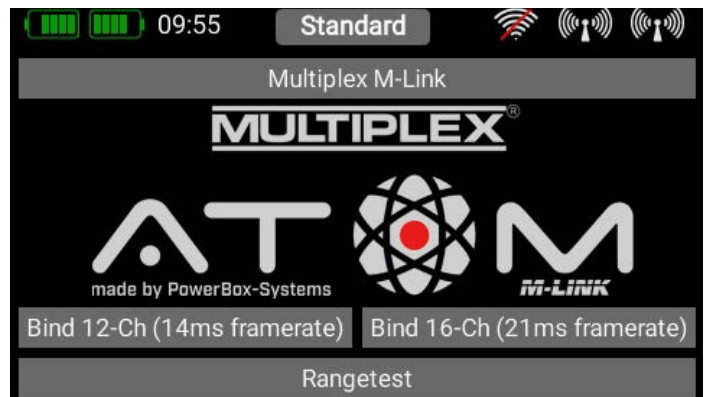 09:55 Standard
Multiplex M-Link
MULTIPLEX®
ATOM
made by PowerBox-Systems M-LINK
Bind 12-Ch (14ms framerate) Bind 16-Ch (21ms framerate)
Rangetest